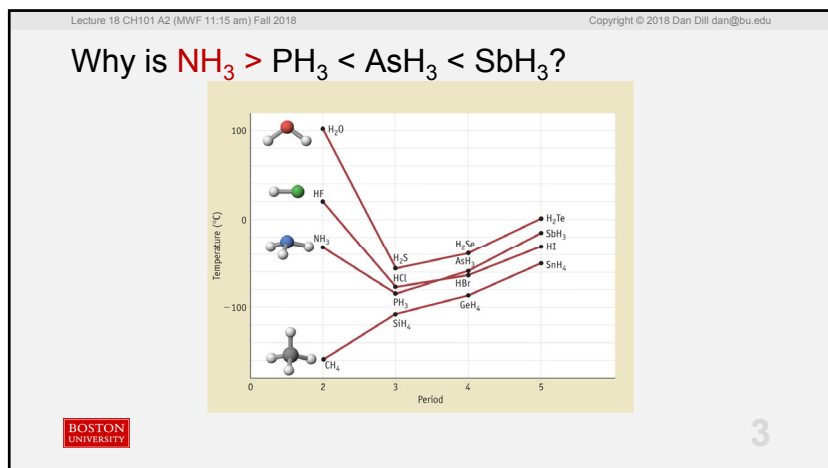 Lecture 18 CH101 A2 (MWF 11:15 am) Fall 2018
Copyright © 2018 Dan Dill dan@bu.edu
Why is NH₃ > PH₃ < AsH₃ < SbH₃?
100
H₂O
HF
0
NH₃
H₂Te
SbH₃
HI
H₂Se
H₂S
AsH₃
SnH₄
HCl
HBr
PH₃
GeH₄
−100
SiH₄
CH₄
Temperature (°C)
0
2
3
4
5
Period
BOSTON
UNIVERSITY
3